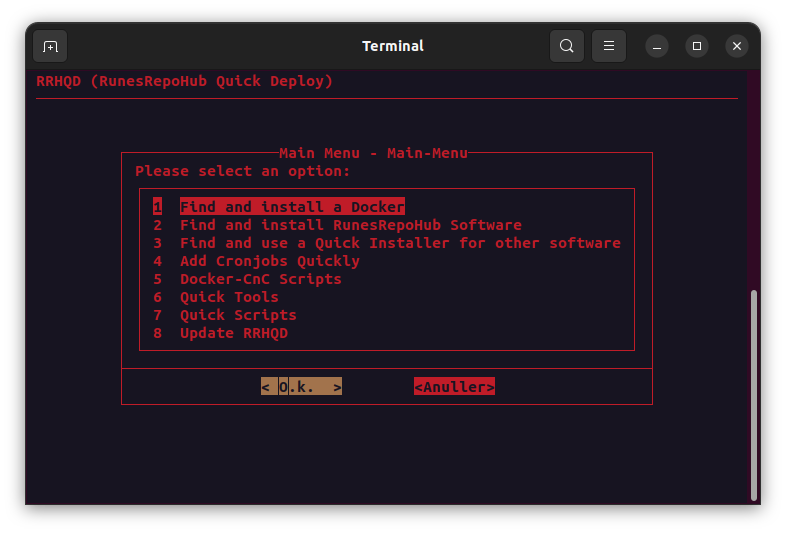 Terminal
RRHQD (RunesRepoHub Quick Deploy)
Main Menu - Main-Menu
Please select an option:
1 Find and install a Docker
2 Find and install RunesRepoHub Software
3 Find and use a Quick Installer for other software
4 Add Cronjobs Quickly
5 Docker-CnC Scripts
6 Quick Tools
7 Quick Scripts
8 Update RRHQD
< O.k. > <Anuller>